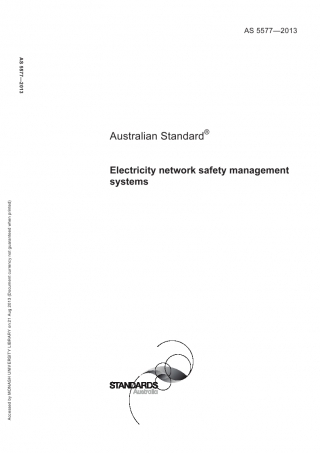 AS 5577—2013
AS 5577—2013
Australian Standard®
Electricity network safety management
systems
Accessed by MONASH UNIVERSITY LIBRARY on 21 Aug 2013 (Document currency not guaranteed when printed)
STANDARDS
Australia